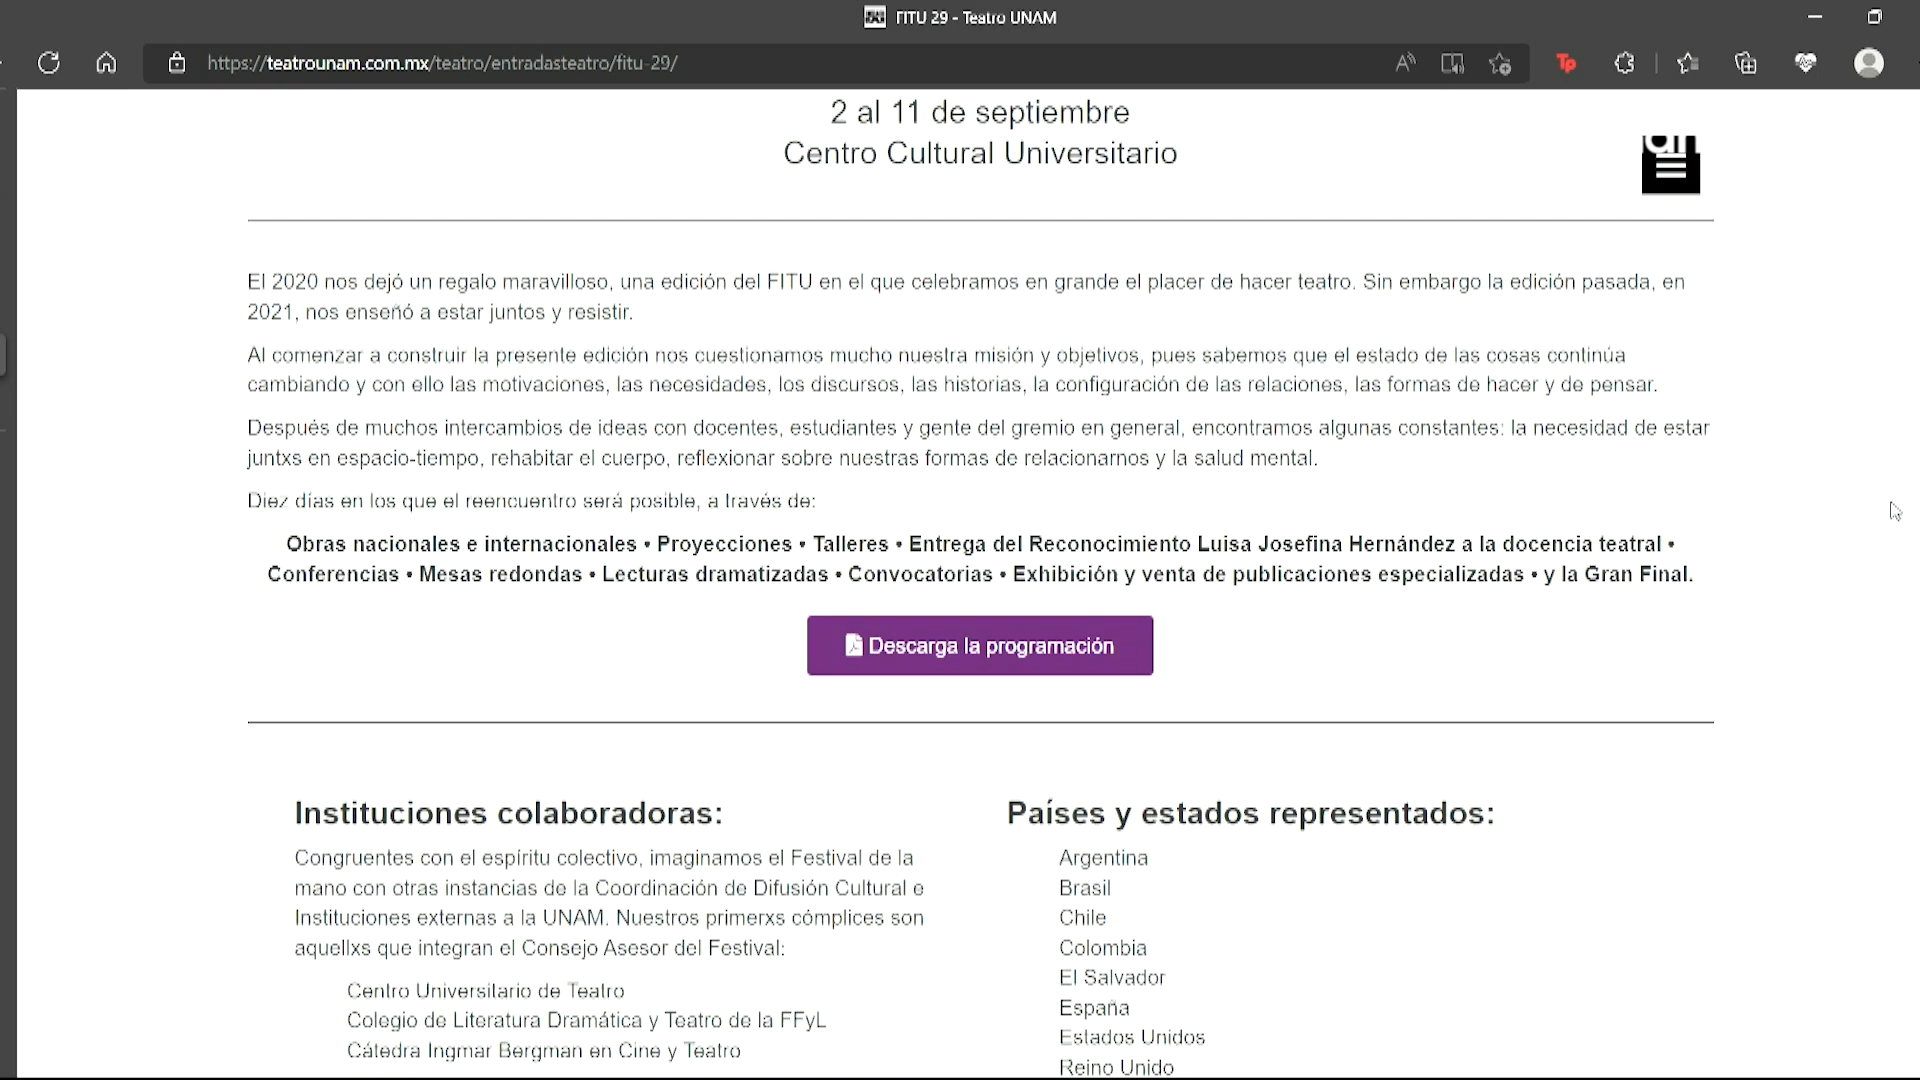 FITU 29 - Teatro UNAM
https://teatrounam.com.mx/teatro/entradasteatro/fitu-29/
2 al 11 de septiembre
Centro Cultural Universitario
El 2020 nos dejó un regalo maravilloso, una edición del FITU en el que celebramos en grande el placer de hacer teatro. Sin embargo la edición pasada, en
2021, nos enseñó a estar juntos y resistir.
Al comenzar a construir la presente edición nos cuestionamos mucho nuestra misión y objetivos, pues sabemos que el estado de las cosas continúa
cambiando y con ello las motivaciones, las necesidades, los discursos, las historias, la configuración de las relaciones, las formas de hacer y de pensar.
Después de muchos intercambios de ideas con docentes, estudiantes y gente del gremio en general, encontramos algunas constantes: la necesidad de estar
juntxs en espacio-tiempo, rehabitar el cuerpo, reflexionar sobre nuestras formas de relacionarnos y la salud mental.
Diez días en los que el reencuentro será posible, a través de:
Obras nacionales e internacionales • Proyecciones • Talleres • Entrega del Reconocimiento Luisa Josefina Hernández a la docencia teatral •
Conferencias • Mesas redondas • Lecturas dramatizadas • Convocatorias • Exhibición y venta de publicaciones especializadas • y la Gran Final.
Descarga la programación
Instituciones colaboradoras:
Congruentes con el espíritu colectivo, imaginamos el Festival de la
mano con otras instancias de la Coordinación de Difusión Cultural e
Instituciones externas a la UNAM. Nuestros primerxs cómplices son
aquellxs que integran el Consejo Asesor del Festival:
Centro Universitario de Teatro
Colegio de Literatura Dramática y Teatro de la FFyL
Cátedra Ingmar Bergman en Cine y Teatro
Países y estados representados:
Argentina
Brasil
Chile
Colombia
El Salvador
España
Estados Unidos
Reino Unido